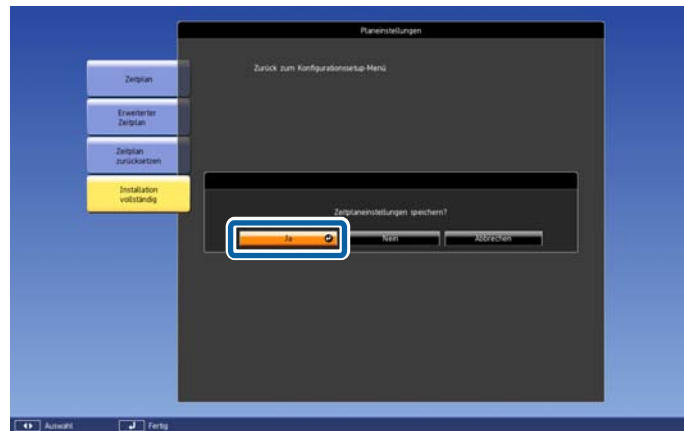 Planeinstellungen
Zurück zum Konfigurationssetup-Menü
Zeitplan
Erweiterter
Zeitplan
Zeitplan
zurücksetzen
Installation
vollständig
Zeitplaneinstellungen speichern?
Ja
Nein
Abbrechen
Auswahl
Fertig